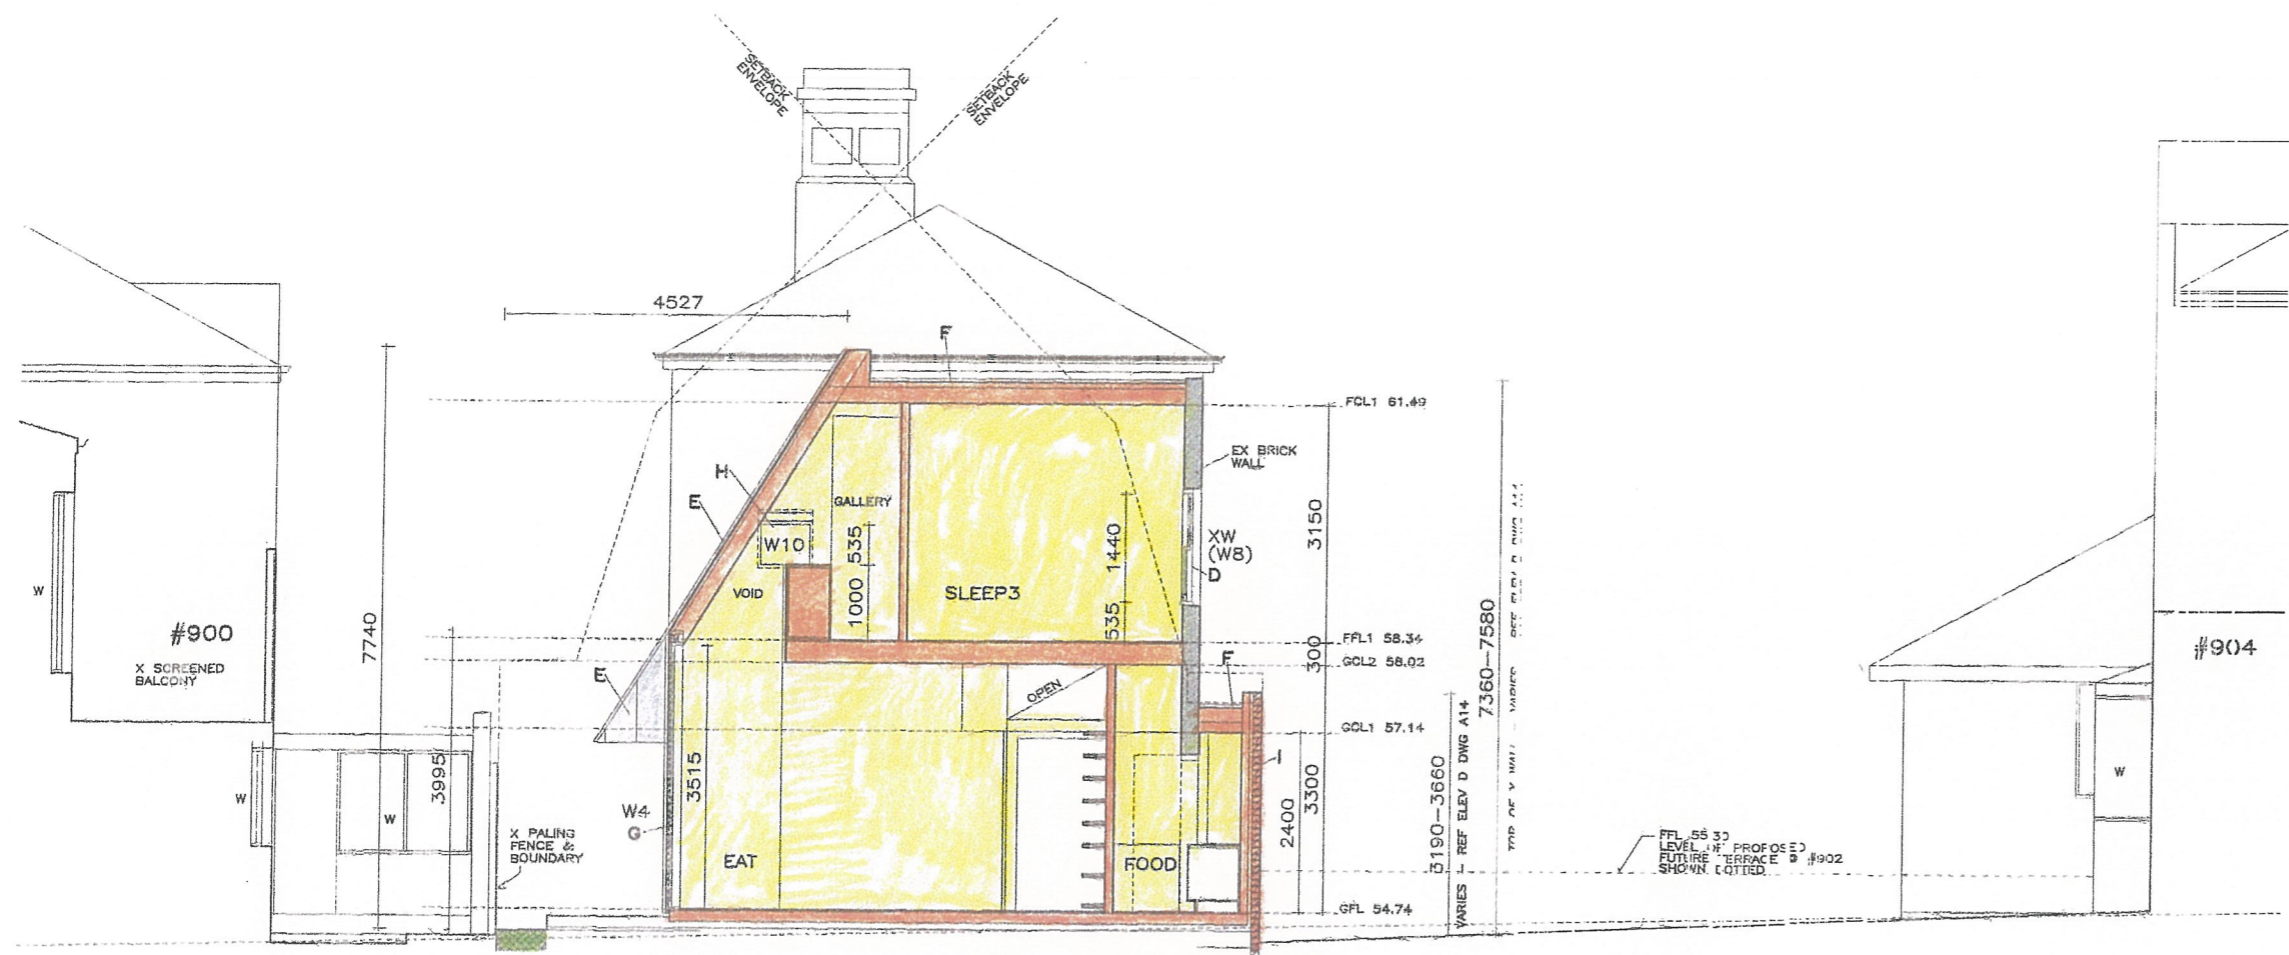 SETBACK
ENVELOPE
SETBACK
ENVELOPE
4527
F
7740
FCL1 61.49
EX BRICK
WALL
H
E
GALLERY
W10
535
1440
3150
XW
(W8)
D
VOID
1000
SLEEP3
535
W
#900
X SCREENED
BALCONY
FFL1 58.34
300
GCL2 58.02
7360-7580
#904
E
OPEN
F
GCL1 57.14
3995
3515
W
W
W4
G
X PALING
FENCE &
BOUNDARY
EAT
FOOD
I
2400
3300
3190-3660
VARIES - REF ELEV D DWG A14
W
FFL 55 30
LEVEL OF PROPOSED
FUTURE TERRACE @ #902
SHOWN DOTTED
GFL 54.74